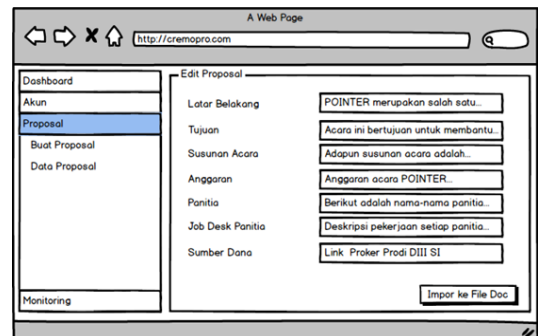 A Web Page
http://cremopro.com
Dashboard
Akun
Proposal
Buat Proposal
Data Proposal
Monitoring
Edit Proposal
Latar Belakang POINTER merupakan salah satu...
Tujuan Acara ini bertujuan untuk membantu...
Susunan Acara Adapun susunan acara adalah...
Anggaran Anggaran acara POINTER...
Panitia Berikut adalah nama-nama panitia...
Job Desk Panitia Deskripsi pekerjaan setiap panitia...
Sumber Dana Link Proker Prodi DIII SI
Impor ke File Doc